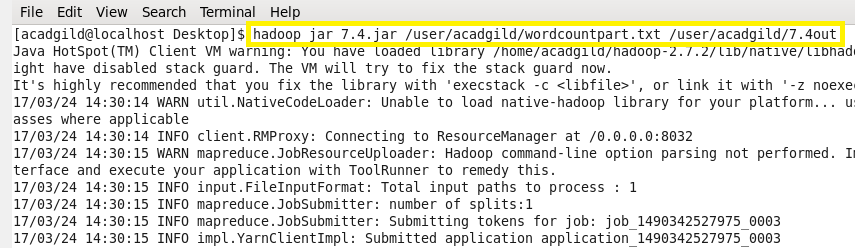 File Edit View Search Terminal Help
[acadgild@localhost Desktop]$ hadoop jar 7.4.jar /user/acadgild/wordcountpart.txt /user/acadgild/7.4out
Java HotSpot(TM) Client VM warning: You have loaded library /home/acadgild/hadoop-2.7.2/lib/native/libhado
ight have disabled stack guard. The VM will try to fix the stack guard now.
It's highly recommended that you fix the library with 'execstack -c <libfile>', or link it with '-z noexec
17/03/24 14:30:14 WARN util.NativeCodeLoader: Unable to load native-hadoop library for your platform... us
asses where applicable
17/03/24 14:30:14 INFO client.RMProxy: Connecting to ResourceManager at /0.0.0.0:8032
17/03/24 14:30:15 WARN mapreduce.JobResourceUploader: Hadoop command-line option parsing not performed. Im
terface and execute your application with ToolRunner to remedy this.
17/03/24 14:30:15 INFO input.FileInputFormat: Total input paths to process : 1
17/03/24 14:30:15 INFO mapreduce.JobSubmitter: number of splits:1
17/03/24 14:30:15 INFO mapreduce.JobSubmitter: Submitting tokens for job: job_1490342527975_0003
17/03/24 14:30:15 INFO impl.YarnClientImpl: Submitted application application_1490342527975_0003